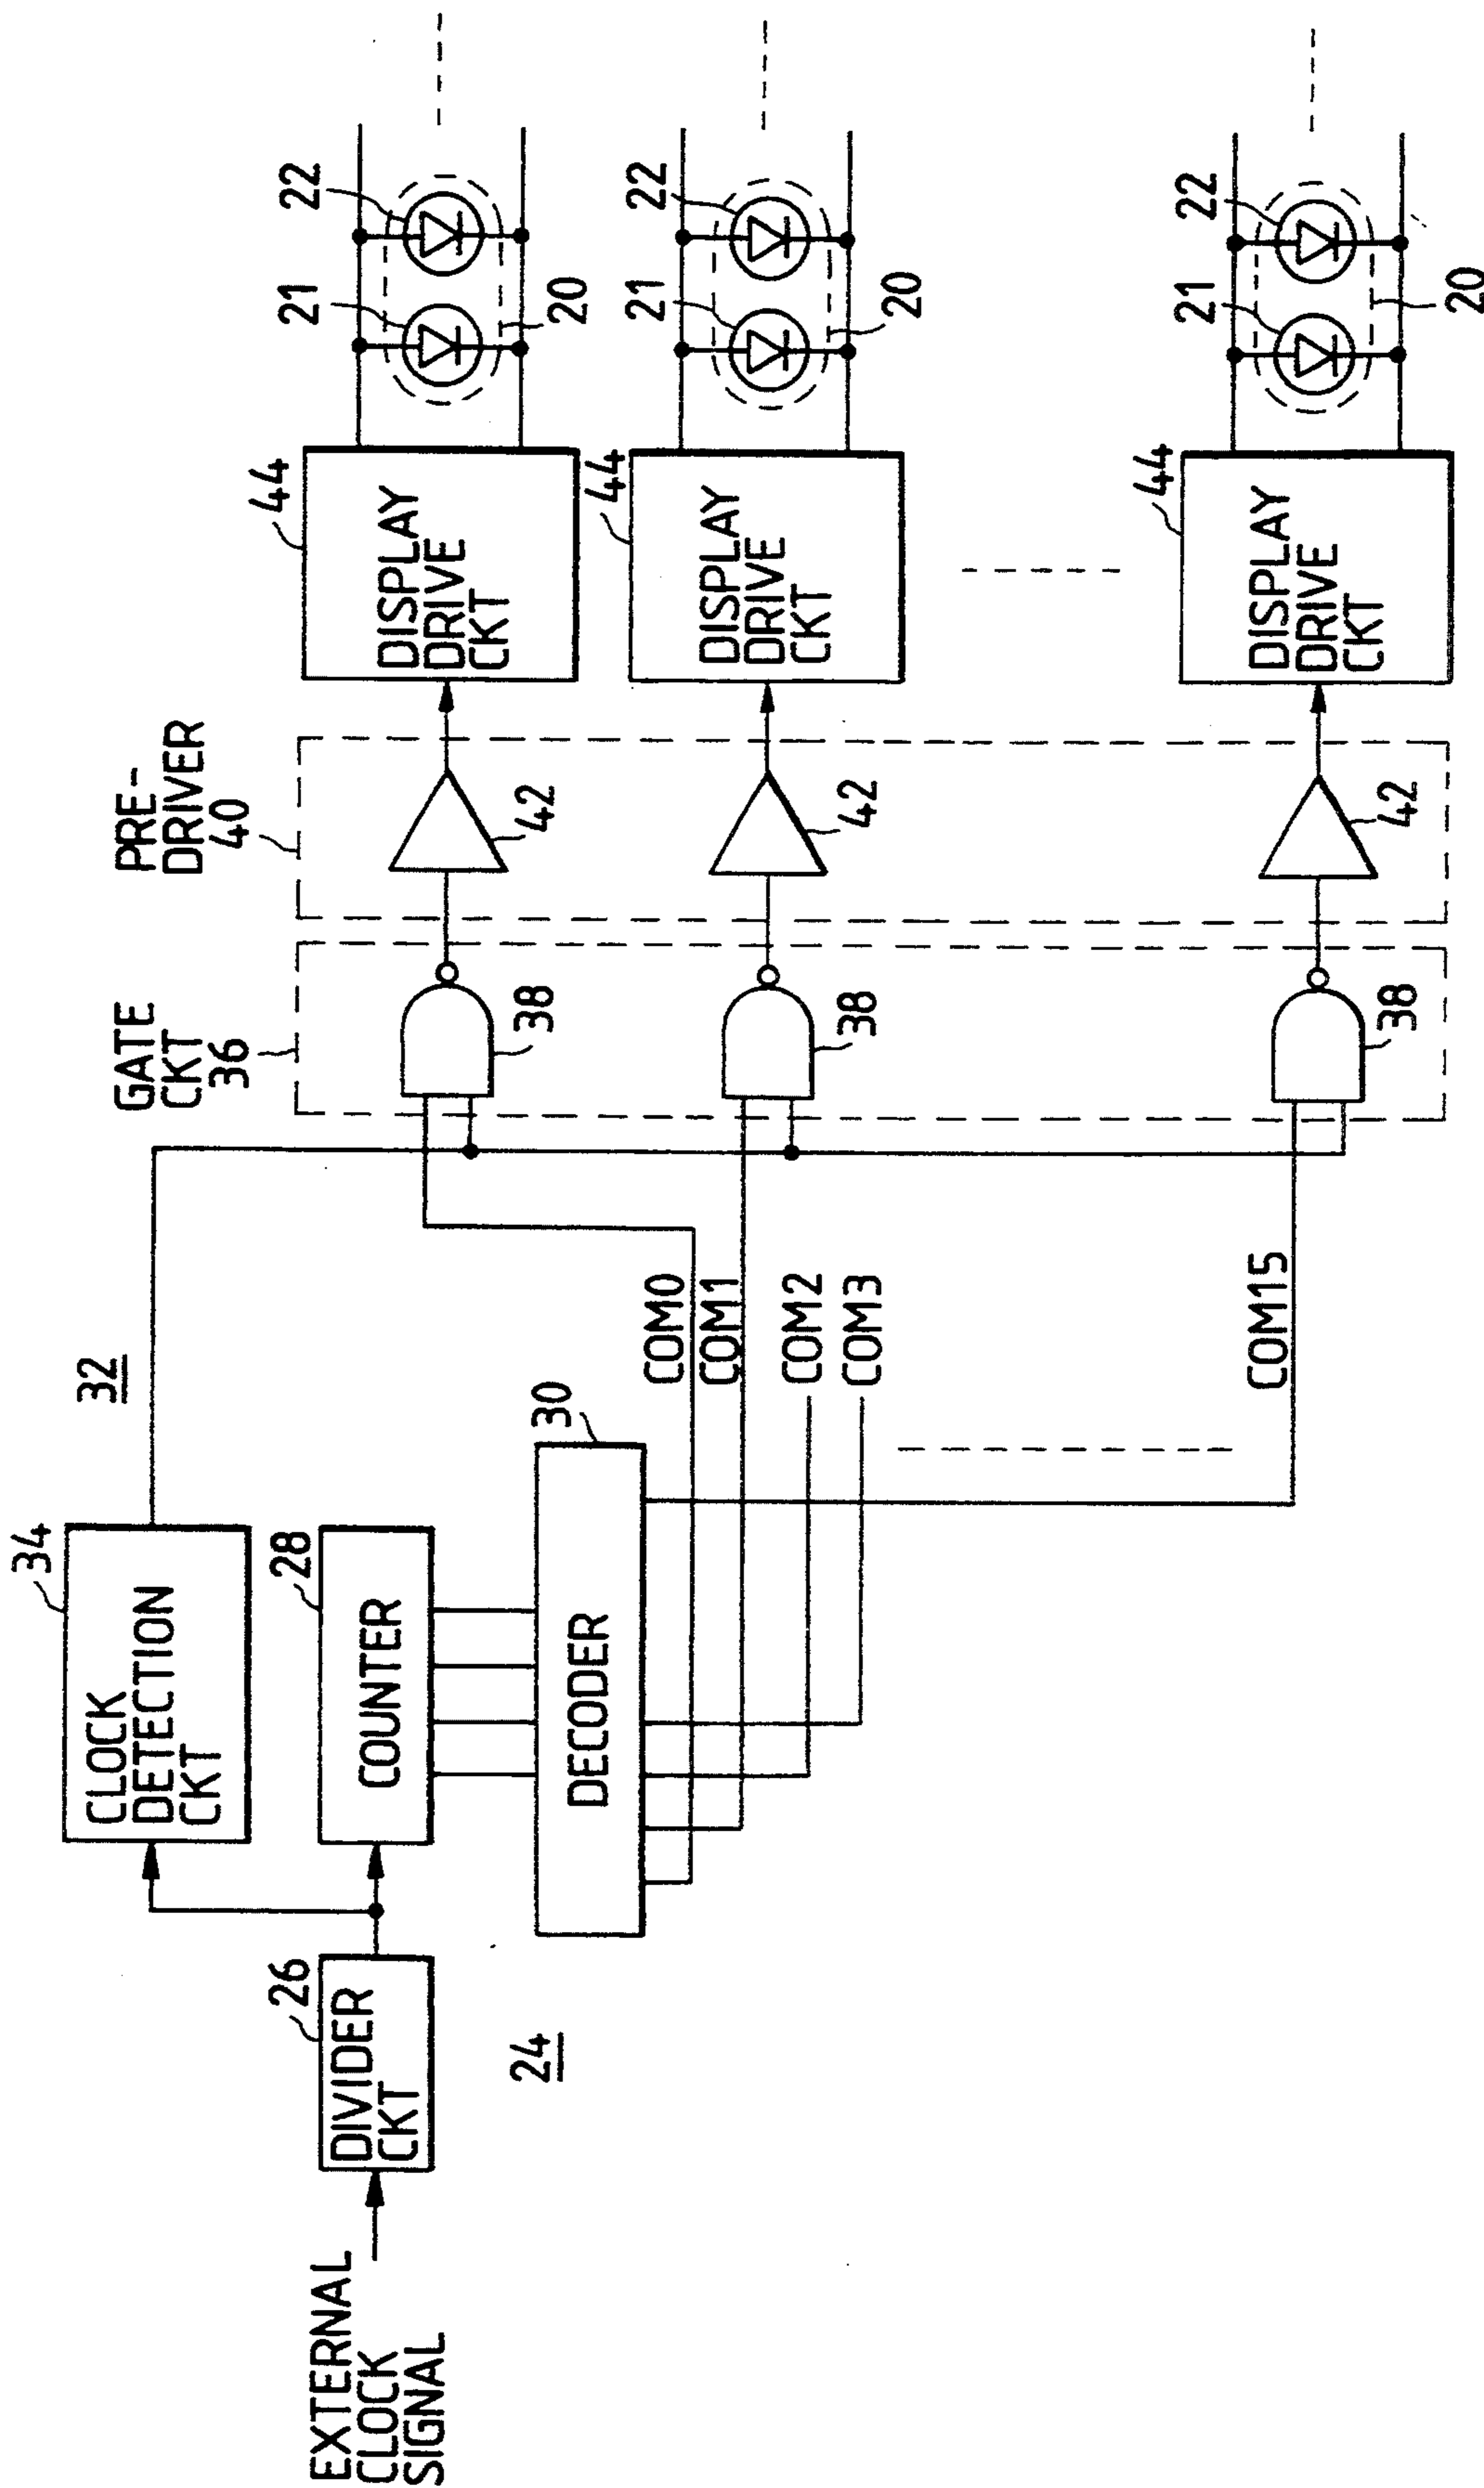 EXTERNAL
CLOCK
SIGNAL
26
DIVIDER
CKT
24
34
CLOCK
DETECTION
CKT
28
COUNTER
30
DECODER
32
COM0
COM1
COM2
COM3
COM15
GATE
CKT
36
38
38
38
PRE-
DRIVER
40
42
42
42
44
DISPLAY
DRIVE
CKT
44
DISPLAY
DRIVE
CKT
44
DISPLAY
DRIVE
CKT
21
22
20
21
22
20
21
22
20